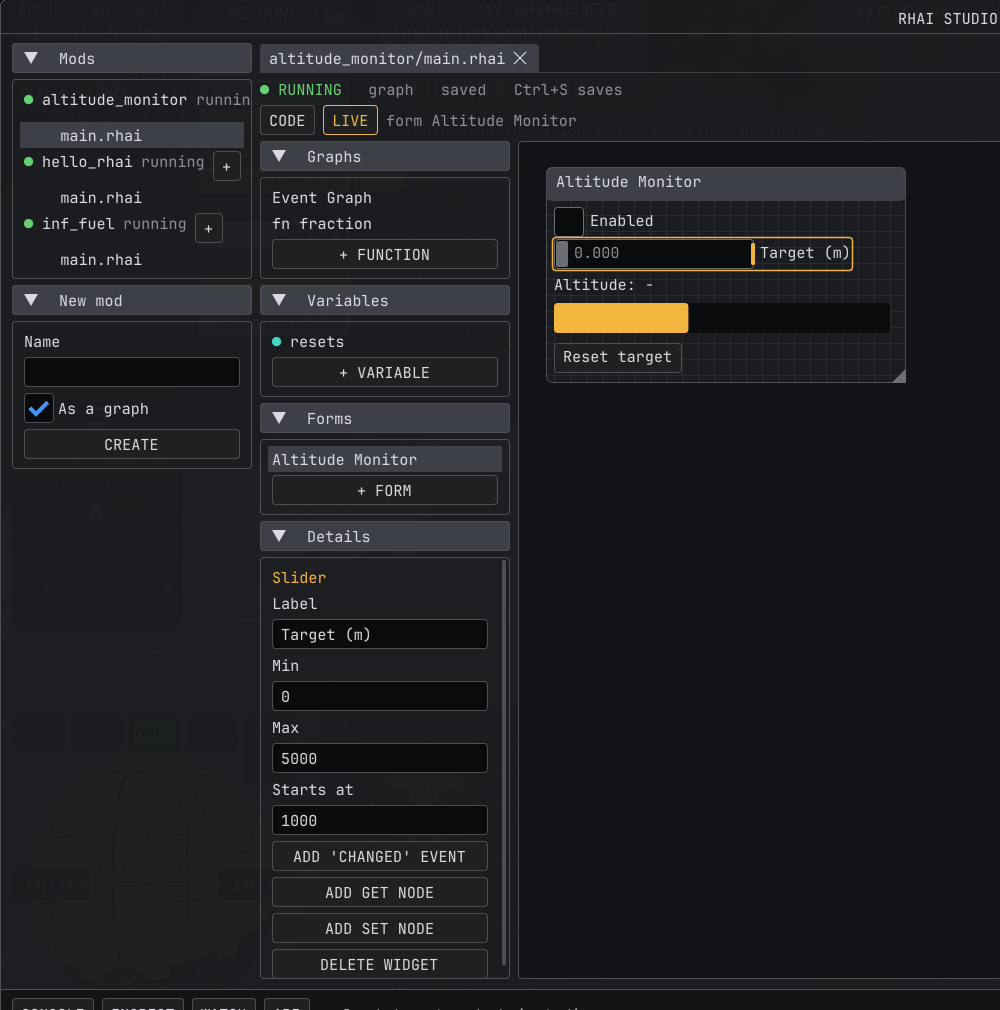 RHAI STUDIO
Mods
altitude_monitor runnin
main.rhai
hello_rhai running +
main.rhai
inf_fuel running +
main.rhai
New mod
Name
As a graph
CREATE
altitude_monitor/main.rhai
RUNNING graph saved Ctrl+S saves
CODE LIVE form Altitude Monitor
Graphs
Event Graph
fn fraction
+ FUNCTION
Variables
resets
+ VARIABLE
Forms
Altitude Monitor
+ FORM
Details
Slider
Label
Target (m)
Min
0
Max
5000
Starts at
1000
ADD 'CHANGED' EVENT
ADD GET NODE
ADD SET NODE
DELETE WIDGET
Altitude Monitor
Enabled
0.000 Target (m)
Altitude: -
Reset target